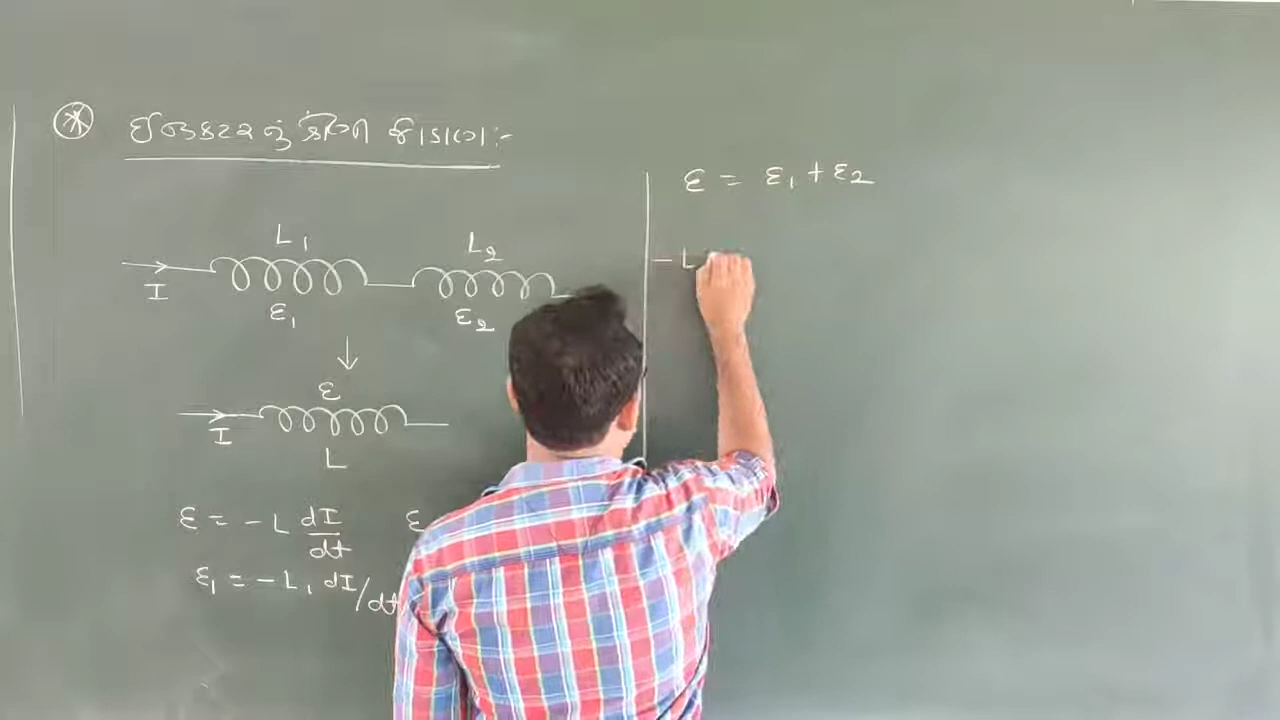 ઈન્ડકટરનું શ્રેણી જોડાણ:-
L₁ L₂
I
ε₁ ε₂
↓
ε
I
L
ε = - L dI/dt ε
ε₁ = - L₁ dI/dt
ε = ε₁ + ε₂
- L